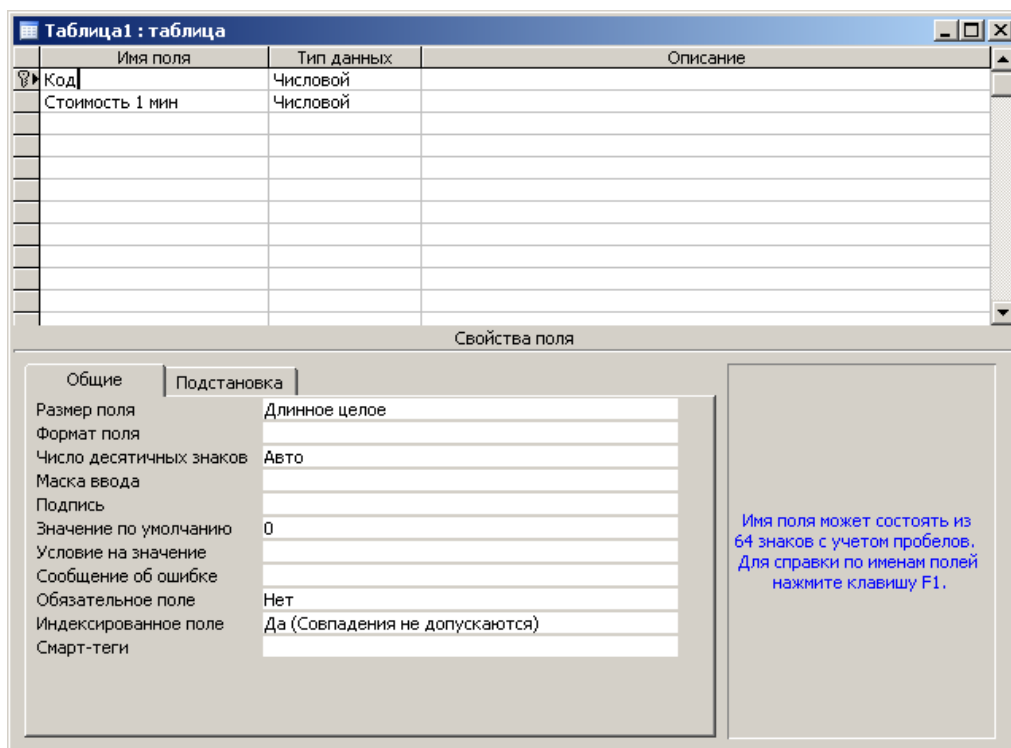 Таблица1 : таблица
Имя поля Тип данных Описание
Код Числовой
Стоимость 1 мин Числовой
Свойства поля
Общие Подстановка
Размер поля Длинное целое
Формат поля
Число десятичных знаков Авто
Маска ввода
Подпись
Значение по умолчанию 0
Условие на значение
Сообщение об ошибке
Обязательное поле Нет
Индексированное поле Да (Совпадения не допускаются)
Смарт-теги
Имя поля может состоять из
64 знаков с учетом пробелов.
Для справки по именам полей
нажмите клавишу F1.